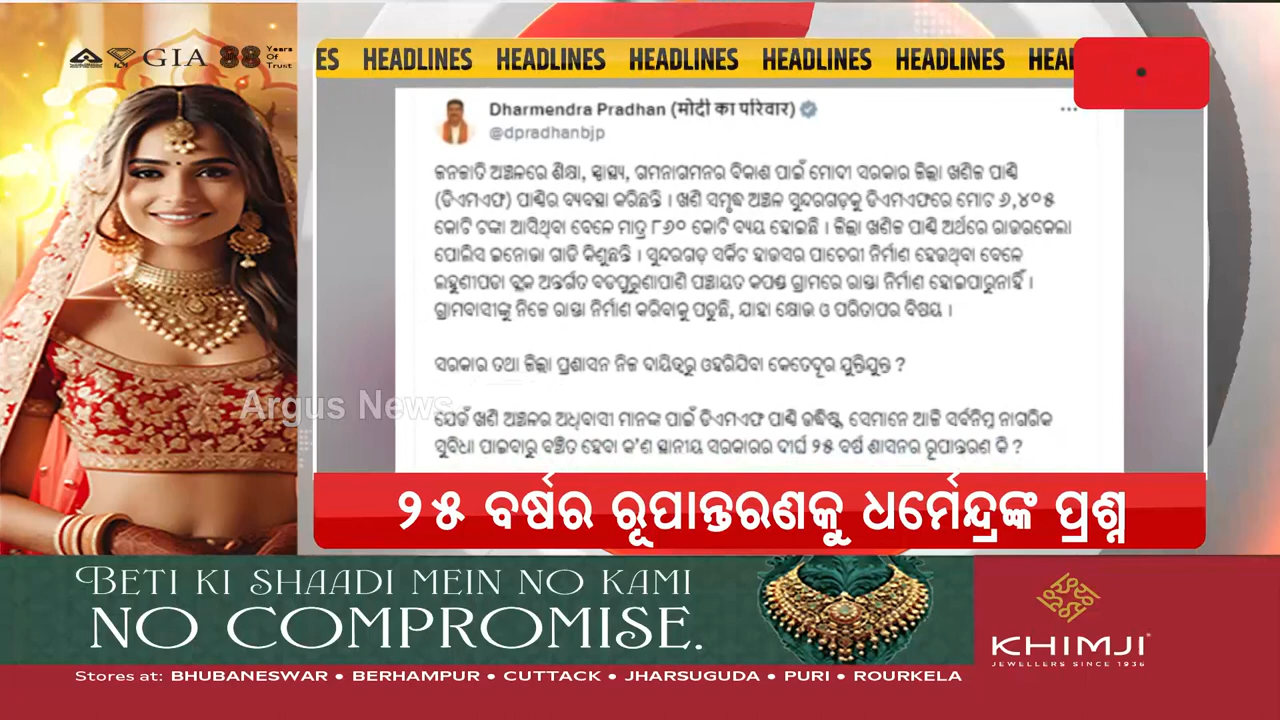 GIA 88 Years Of Trust
ES HEADLINES HEADLINES HEADLINES HEADLINES HEADLINES HEAD
Dharmendra Pradhan (मोदी का परिवार)
@dpradhanbjp
ଜନଜାତି ଅଞ୍ଚଳରେ ଶିକ୍ଷା, ସ୍ୱାସ୍ଥ୍ୟ, ଗମନାଗମନର ବିକାଶ ପାଇଁ ମୋଦୀ ସରକାର ଜିଲ୍ଲା ଖଣିଜ ପାଣ୍ଠି
(ଡିଏମଏଫ) ପାଣ୍ଠିର ବ୍ୟବସ୍ଥା କରିଛନ୍ତି । ଖଣି ସମୃଦ୍ଧ ଅଞ୍ଚଳ ସୁନ୍ଦରଗଡ଼କୁ ଡିଏମଏଫରେ ମୋଟ ୬,୪୦୫
କୋଟି ଟଙ୍କା ଆସିଥିବା ବେଳେ ମାତ୍ର ୮୬୦ କୋଟି ବ୍ୟୟ ହୋଇଛି । ଜିଲ୍ଲା ଖଣିଜ ପାଣ୍ଠି ଅର୍ଥରେ ରାଉରକେଲା
ପୋଲିସ ଇନୋଭା ଗାଡି କିଣୁଛନ୍ତି । ସୁନ୍ଦରଗଡ଼ ସର୍କିଟ ହାଉସର ପାଚେରୀ ନିର୍ମାଣ ହେଉଥିବା ବେଳେ
ଲହୁଣୀପଡା ବ୍ଲକ ଅନ୍ତର୍ଗତ ବଡପୁରୁଣାପାଣି ପଞ୍ଚାୟତ କପଣ୍ଡ ଗ୍ରାମରେ ରାସ୍ତା ନିର୍ମାଣ ହୋଇପାରୁନାହିଁ ।
ଗ୍ରାମବାସୀଙ୍କୁ ନିଜେ ରାସ୍ତା ନିର୍ମାଣ କରିବାକୁ ପଡୁଛି, ଯାହା କ୍ଷୋଭ ଓ ପରିତାପର ବିଷୟ ।
ସରକାର ତଥା ଜିଲ୍ଲା ପ୍ରଶାସନ ନିଜ ଦାୟିତ୍ୱରୁ ଓହରିଯିବା କେତେଦୂର ଯୁକ୍ତିଯୁକ୍ତ ?
Argus News
ଯେଉଁ ଖଣି ଅଞ୍ଚଳର ଅଧିବାସୀ ମାନଙ୍କ ପାଇଁ ଡିଏମଏଫ ପାଣ୍ଠି ଉଦ୍ଧିଷ୍ଟ, ସେମାନେ ଆଜି ସର୍ବନିମ୍ନ ନାଗରିକ
ସୁବିଧା ପାଇବାରୁ ବଞ୍ଚିତ ହେବା କ'ଣ ସ୍ଥାନୀୟ ସରକାରର ଦୀର୍ଘ ୨୫ ବର୍ଷ ଶାସନର ରୂପାନ୍ତରଣ କି ?
୨୫ ବର୍ଷର ରୂପାନ୍ତରଣକୁ ଧର୍ମେନ୍ଦ୍ରଙ୍କ ପ୍ରଶ୍ନ
BETI KI SHAADI MEIN NO KAMI
NO COMPROMISE.
KHIMJI
JEWELLERS SINCE 1936
Stores at: BHUBANESWAR • BERHAMPUR • CUTTACK • JHARSUGUDA • PURI • ROURKELA